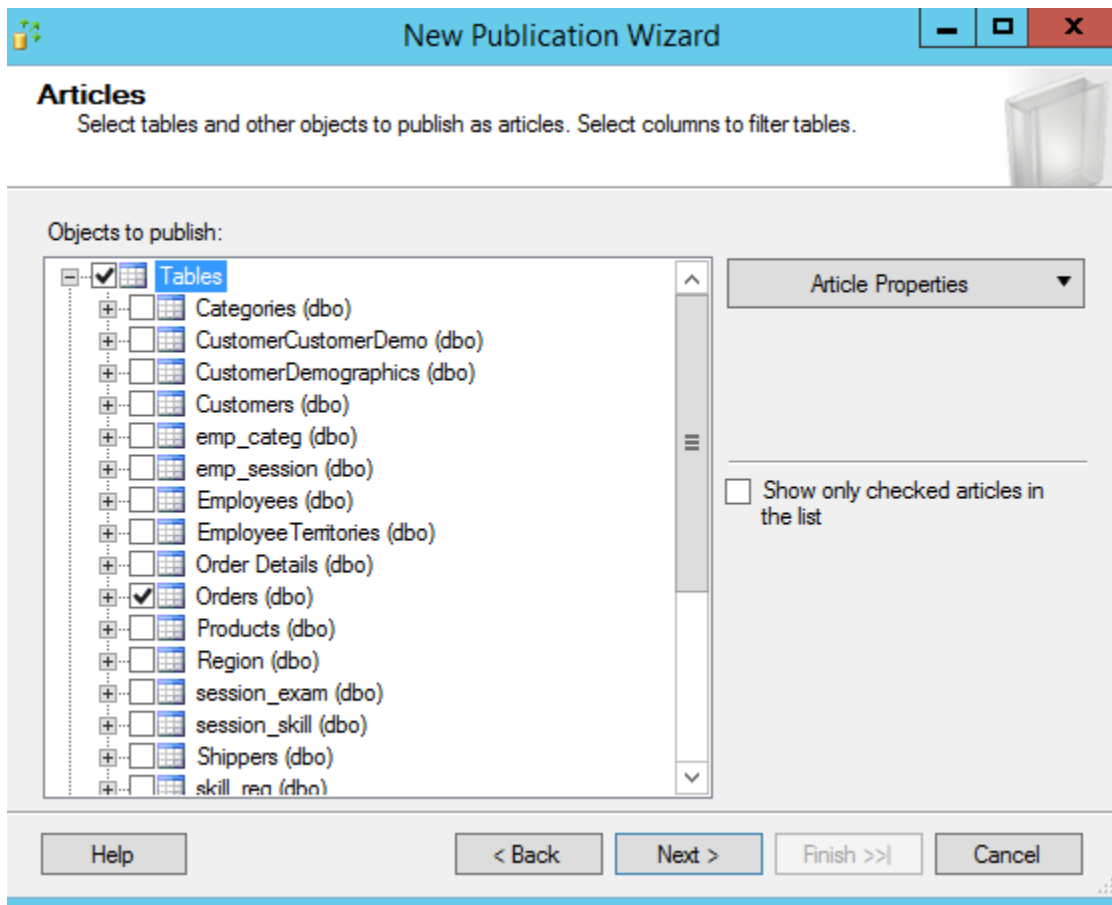 New Publication Wizard
Articles
Select tables and other objects to publish as articles. Select columns to filter tables.
Objects to publish:
Tables
Categories (dbo)
CustomerCustomerDemo (dbo)
CustomerDemographics (dbo)
Customers (dbo)
emp_categ (dbo)
emp_session (dbo)
Employees (dbo)
EmployeeTerritories (dbo)
Order Details (dbo)
Orders (dbo)
Products (dbo)
Region (dbo)
session_exam (dbo)
session_skill (dbo)
Shippers (dbo)
skill_req (dbo)
Article Properties
Show only checked articles in
the list
Help
< Back
Next >
Finish >>|
Cancel